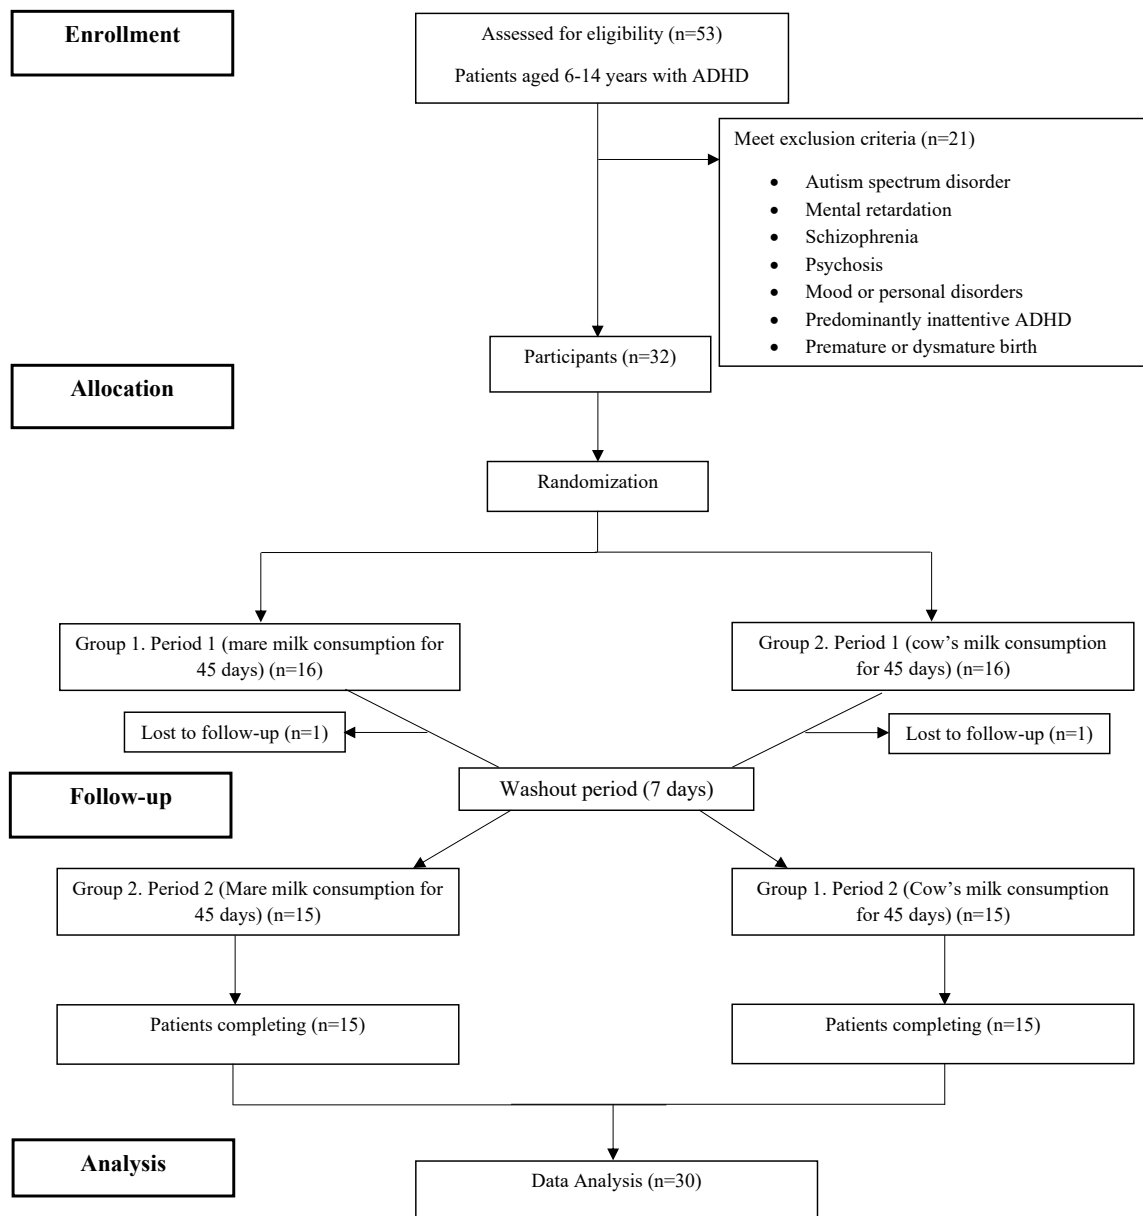 Enrollment
Assessed for eligibility (n=53)
Patients aged 6-14 years with ADHD
Meet exclusion criteria (n=21)
• Autism spectrum disorder
• Mental retardation
• Schizophrenia
• Psychosis
• Mood or personal disorders
• Predominantly inattentive ADHD
• Premature or dysmature birth
Participants (n=32)
Allocation
Randomization
Group 1. Period 1 (mare milk consumption for
45 days) (n=16)
Group 2. Period 1 (cow's milk consumption
for 45 days) (n=16)
Lost to follow-up (n=1)
Lost to follow-up (n=1)
Washout period (7 days)
Follow-up
Group 2. Period 2 (Mare milk consumption for
45 days) (n=15)
Group 1. Period 2 (Cow's milk consumption
for 45 days) (n=15)
Patients completing (n=15)
Patients completing (n=15)
Analysis
Data Analysis (n=30)